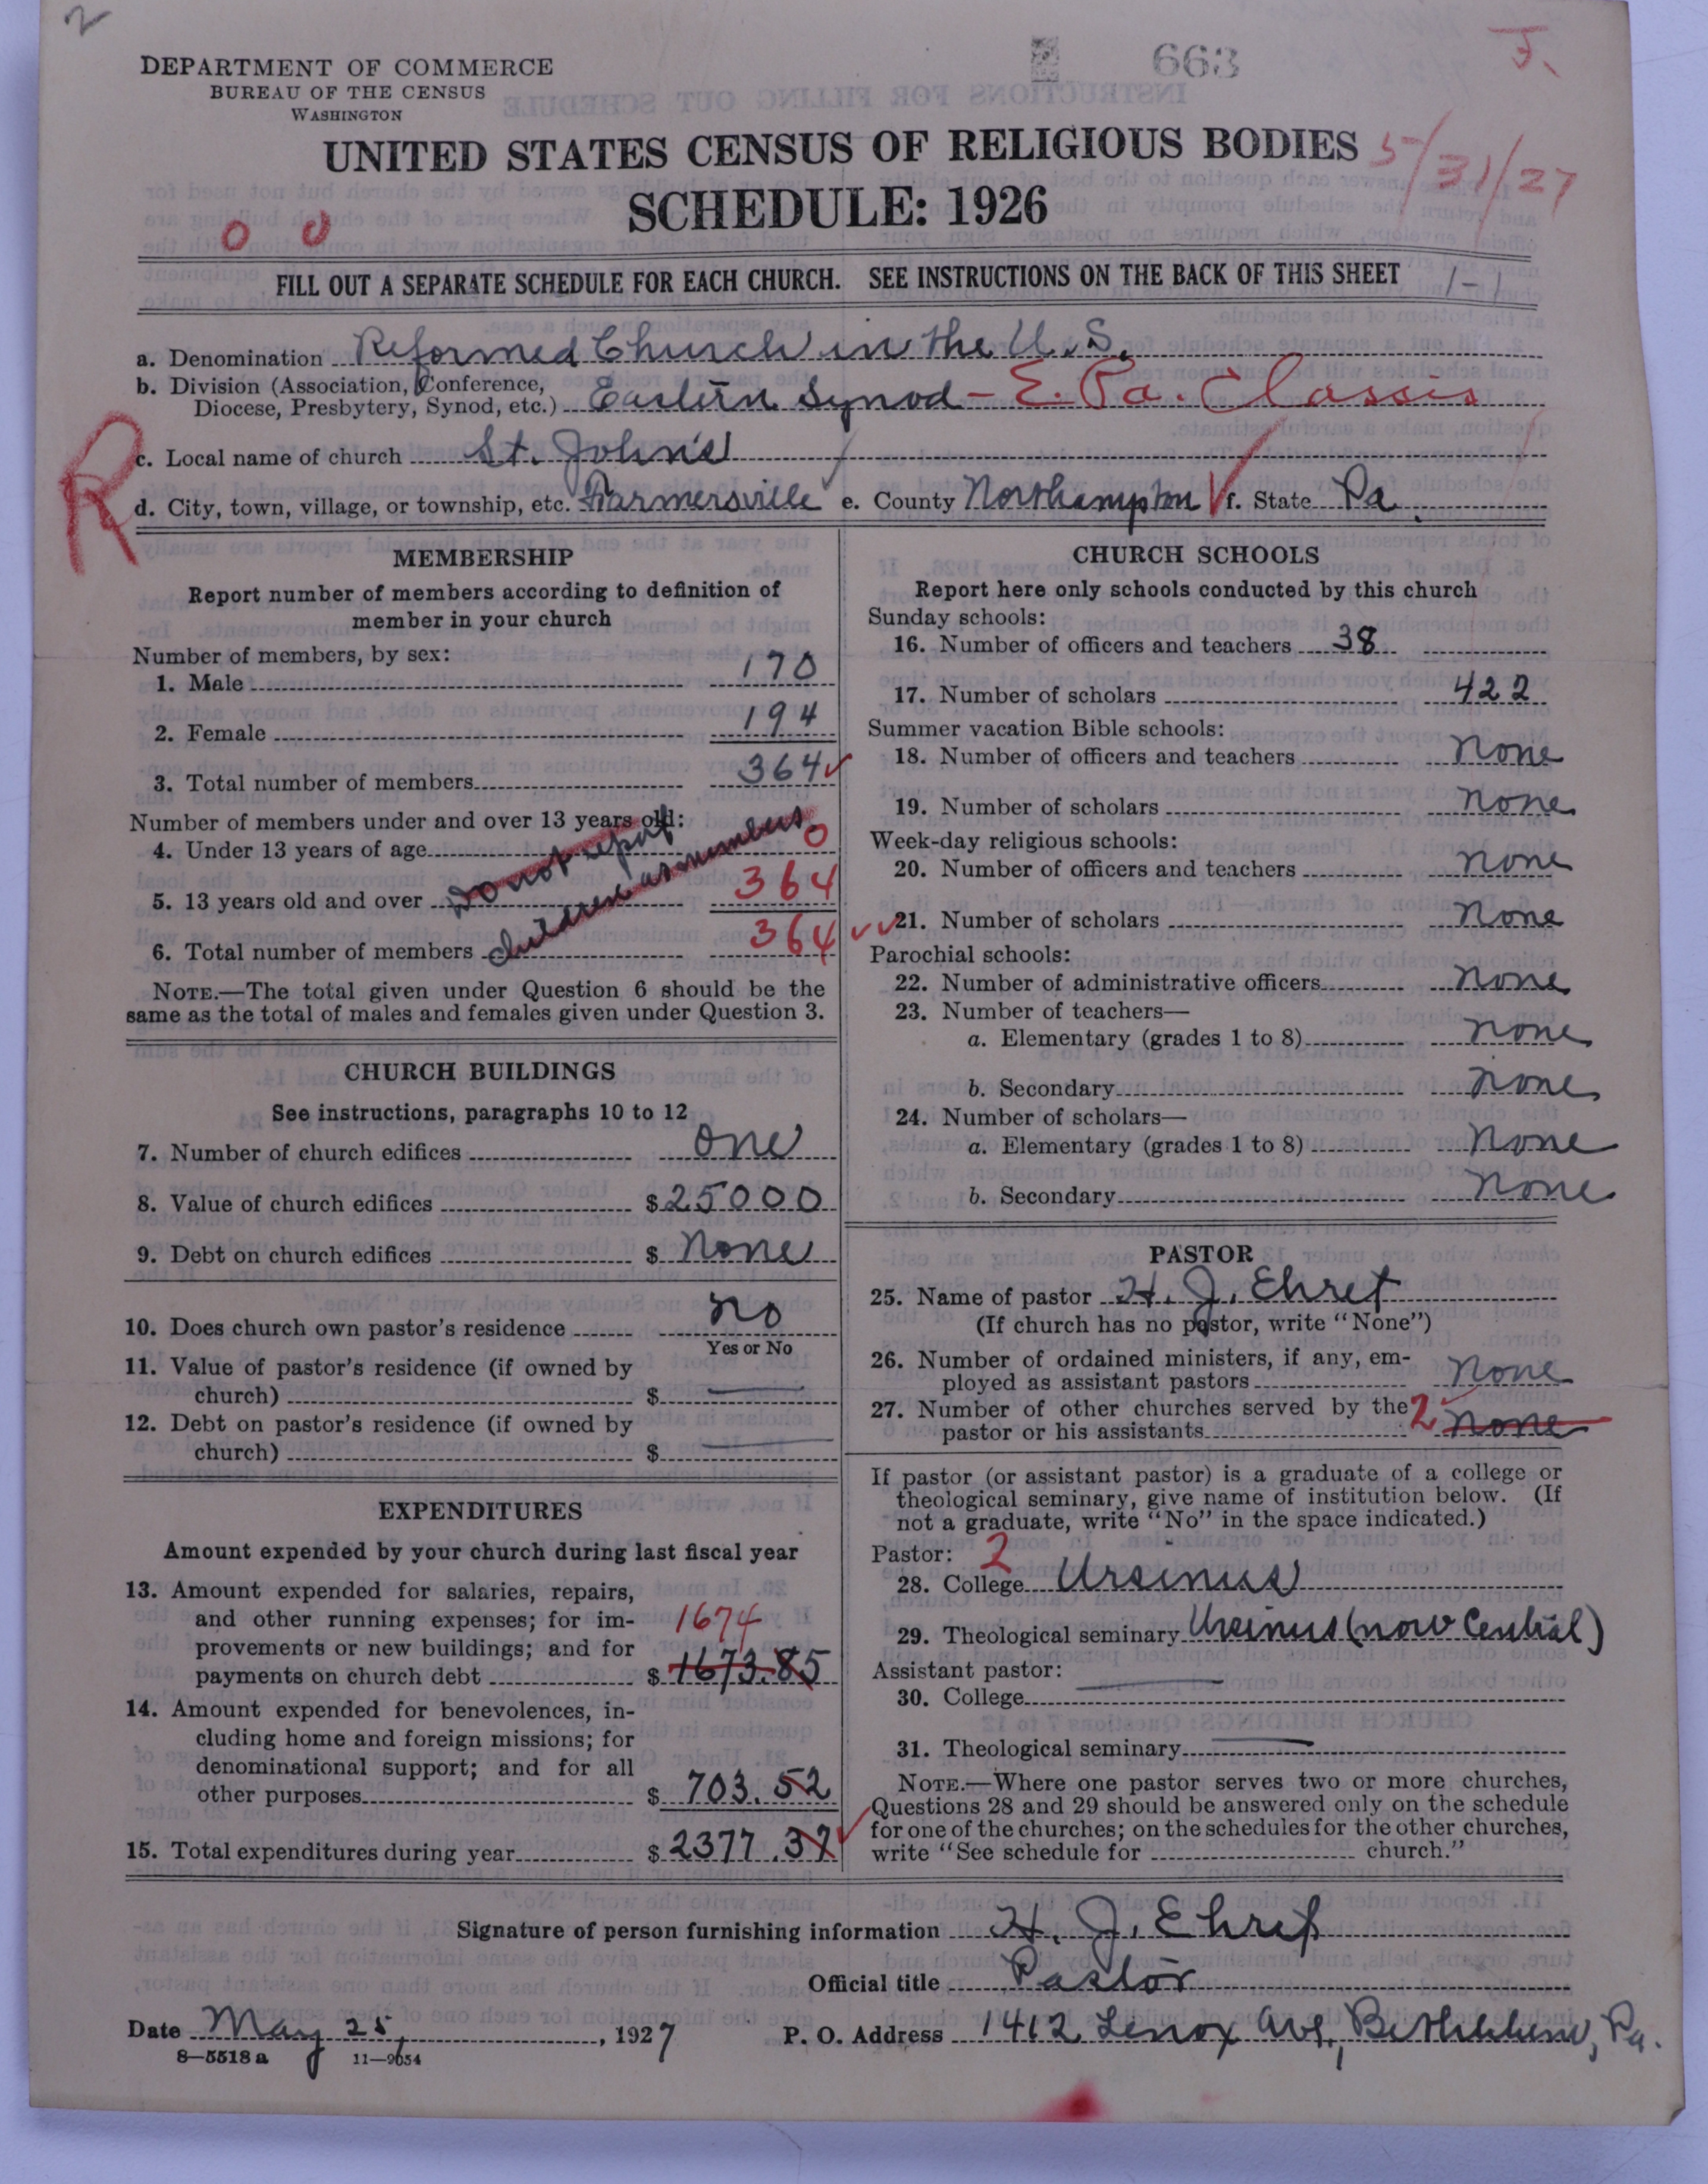 2
663
J.
DEPARTMENT OF COMMERCE
BUREAU OF THE CENSUS
WASHINGTON
UNITED STATES CENSUS OF RELIGIOUS BODIES
5/31/27
SCHEDULE: 1926
0 0
FILL OUT A SEPARATE SCHEDULE FOR EACH CHURCH. SEE INSTRUCTIONS ON THE BACK OF THIS SHEET 1-1
a. Denomination Reformed Church in the U.S.
b. Division (Association, Conference,
Diocese, Presbytery, Synod, etc.) Eastern Synod - E. Pa. Classis
R
c. Local name of church St. John's
d. City, town, village, or township, etc. Farmersville e. County Northampton f. State Pa.
MEMBERSHIP
Report number of members according to definition of
member in your church
Number of members, by sex:
1. Male 170
2. Female 194
3. Total number of members 364
Number of members under and over 13 years old:
Do not report
children as members
4. Under 13 years of age 0
5. 13 years old and over 364
6. Total number of members 364
NOTE.—The total given under Question 6 should be the
same as the total of males and females given under Question 3.
CHURCH BUILDINGS
See instructions, paragraphs 10 to 12
7. Number of church edifices one
8. Value of church edifices $25000
9. Debt on church edifices $ None
10. Does church own pastor's residence No
Yes or No
11. Value of pastor's residence (if owned by
church) $ —
12. Debt on pastor's residence (if owned by
church) $ —
EXPENDITURES
Amount expended by your church during last fiscal year
13. Amount expended for salaries, repairs,
and other running expenses; for im- 1674
provements or new buildings; and for
payments on church debt $ 1673.85
14. Amount expended for benevolences, in-
cluding home and foreign missions; for
denominational support; and for all
other purposes $ 703.52
15. Total expenditures during year $ 2377.37
CHURCH SCHOOLS
Report here only schools conducted by this church
Sunday schools:
16. Number of officers and teachers 38
17. Number of scholars 422
Summer vacation Bible schools:
18. Number of officers and teachers None
19. Number of scholars None
Week-day religious schools:
20. Number of officers and teachers None
21. Number of scholars None
Parochial schools:
22. Number of administrative officers None
23. Number of teachers—
a. Elementary (grades 1 to 8) None
b. Secondary None
24. Number of scholars—
a. Elementary (grades 1 to 8) None
b. Secondary None
PASTOR
25. Name of pastor H. J. Ehret
(If church has no pastor, write "None")
26. Number of ordained ministers, if any, em-
ployed as assistant pastors None
27. Number of other churches served by the 2
pastor or his assistants None
If pastor (or assistant pastor) is a graduate of a college or
theological seminary, give name of institution below. (If
not a graduate, write "No" in the space indicated.)
Pastor: 2
28. College Ursinus
29. Theological seminary Ursinus (now Central)
Assistant pastor:
30. College —
31. Theological seminary —
NOTE.—Where one pastor serves two or more churches,
Questions 28 and 29 should be answered only on the schedule
for one of the churches; on the schedules for the other churches,
write "See schedule for church."
Signature of person furnishing information H. J. Ehret
Official title Pastor
Date May 25, 1927 P. O. Address 1412 Lenox Ave., Bethlehem, Pa.
8—5518a 11—9654